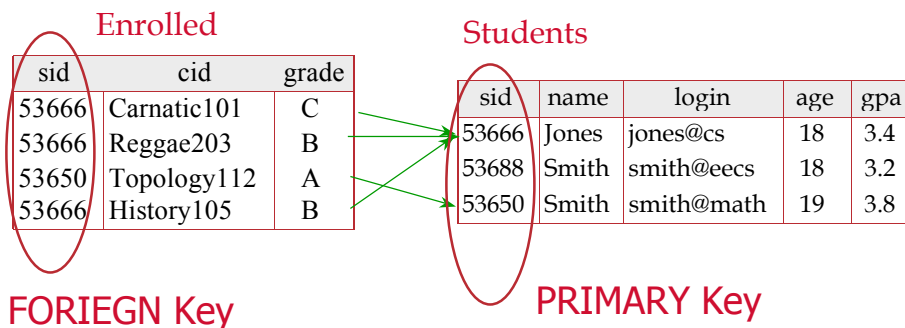 Enrolled
sid cid grade
53666 Carnatic101 C
53666 Reggae203 B
53650 Topology112 A
53666 History105 B
FORIEGN Key
Students
sid name login age gpa
53666 Jones jones@cs 18 3.4
53688 Smith smith@eecs 18 3.2
53650 Smith smith@math 19 3.8
PRIMARY Key